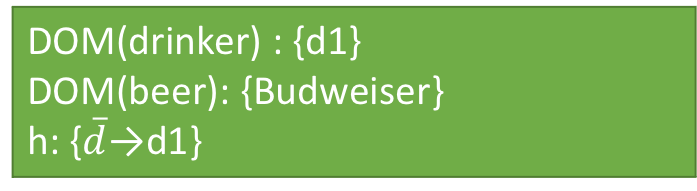 DOM(drinker) : {d1}
DOM(beer): {Budweiser}
h: {d̄→d1}